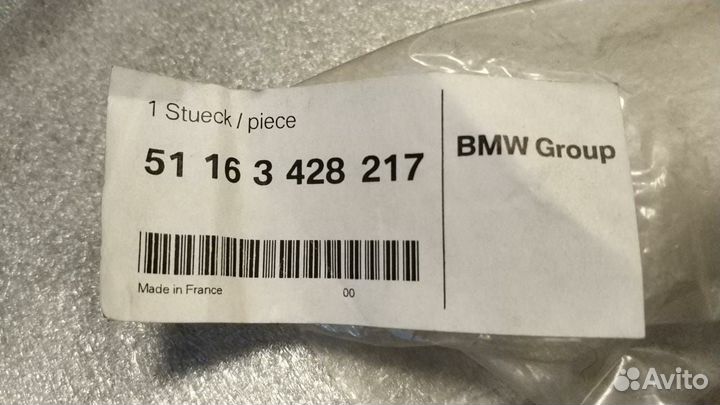 1 Stueck / piece
51 16 3 428 217
BMW Group
Made in France
00
Avito